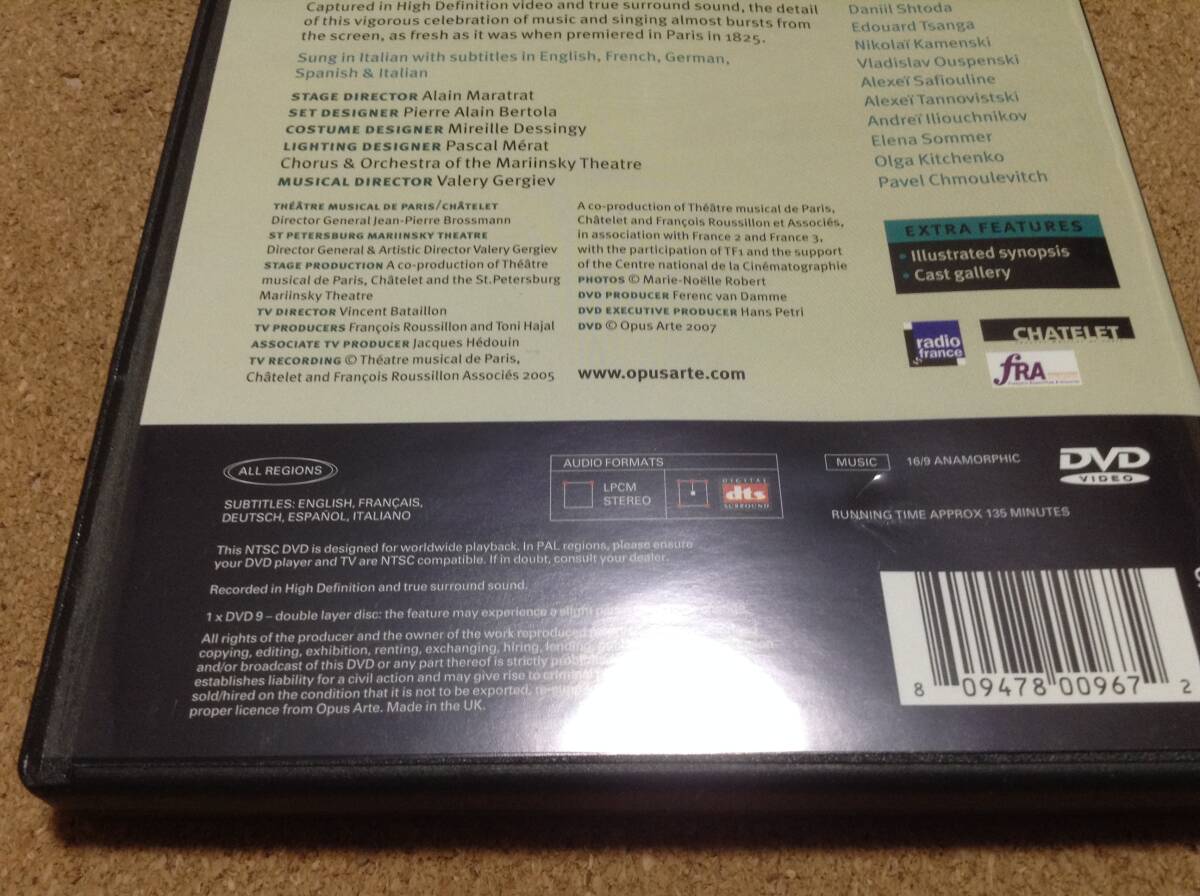 Captured in High Definition video and true surround sound, the detail
of this vigorous celebration of music and singing almost bursts from
the screen, as fresh as it was when premiered in Paris in 1825.
Sung in Italian with subtitles in English, French, German,
Spanish & Italian
STAGE DIRECTOR Alain Maratrat
SET DESIGNER Pierre Alain Bertola
COSTUME DESIGNER Mireille Dessingy
LIGHTING DESIGNER Pascal Mérat
Chorus & Orchestra of the Mariinsky Theatre
MUSICAL DIRECTOR Valery Gergiev
THÉÂTRE MUSICAL DE PARIS/CHÂTELET
Director General Jean-Pierre Brossmann
ST PETERSBURG MARIINSKY THEATRE
Director General & Artistic Director Valery Gergiev
STAGE PRODUCTION A co-production of Théâtre
musical de Paris, Châtelet and the St.Petersburg
Mariinsky Theatre
TV DIRECTOR Vincent Bataillon
TV PRODUCERS François Roussillon and Toni Hajal
ASSOCIATE TV PRODUCER Jacques Hédouin
TV RECORDING © Théatre musical de Paris,
Châtelet and François Roussillon Associés 2005
A co-production of Théâtre musical de Paris,
Châtelet and François Roussillon et Associés,
in association with France 2 and France 3,
with the participation of TF1 and the support
of the Centre national de la Cinématographie
PHOTOS © Marie-Noëlle Robert
DVD PRODUCER Ferenc van Damme
DVD EXECUTIVE PRODUCER Hans Petri
DVD © Opus Arte 2007
www.opusarte.com
Daniil Shtoda
Edouard Tsanga
Nikolaï Kamenski
Vladislav Ouspenski
Alexeï Safiouline
Alexeï Tannovistski
Andreï Iliouchnikov
Elena Sommer
Olga Kitchenko
Pavel Chmoulevitch
EXTRA FEATURES
• Illustrated synopsis
• Cast gallery
radio
france
CHATELET
fRA
ALL REGIONS
SUBTITLES: ENGLISH, FRANÇAIS,
DEUTSCH, ESPAÑOL, ITALIANO
AUDIO FORMATS
LPCM
STEREO
DIGITAL
dts
SURROUND
MUSIC
16/9 ANAMORPHIC
DVD
VIDEO
RUNNING TIME APPROX 135 MINUTES
This NTSC DVD is designed for worldwide playback. In PAL regions, please ensure
your DVD player and TV are NTSC compatible. If in doubt, consult your dealer.
Recorded in High Definition and true surround sound.
1 x DVD 9 – double layer disc: the feature may experience a slight change.
All rights of the producer and the owner of the work reproduced
copying, editing, exhibition, renting, exchanging, hiring, lending,
and/or broadcast of this DVD or any part thereof is strictly
establishes liability for a civil action and may give rise to
sold/hired on the condition that it is not to be exported,
proper licence from Opus Arte. Made in the UK.
8 09478 00967 2